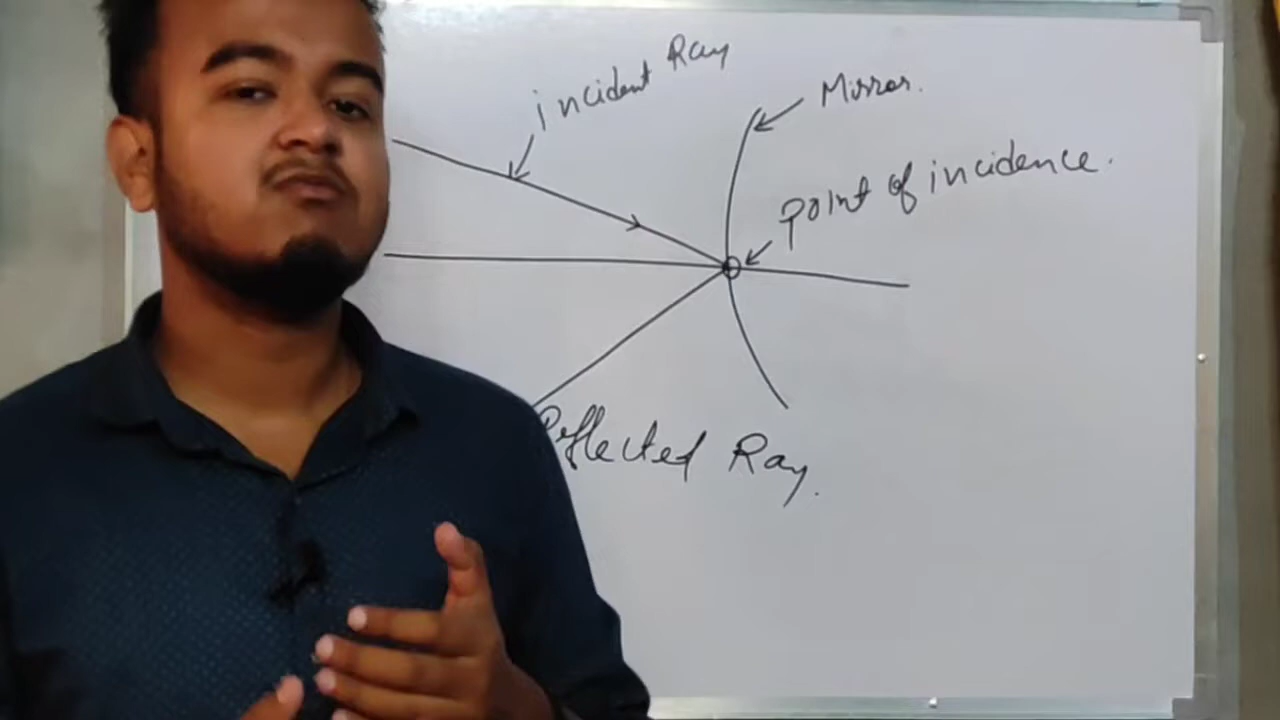 incident Ray
Mirror.
point of incidence.
Reflected Ray.